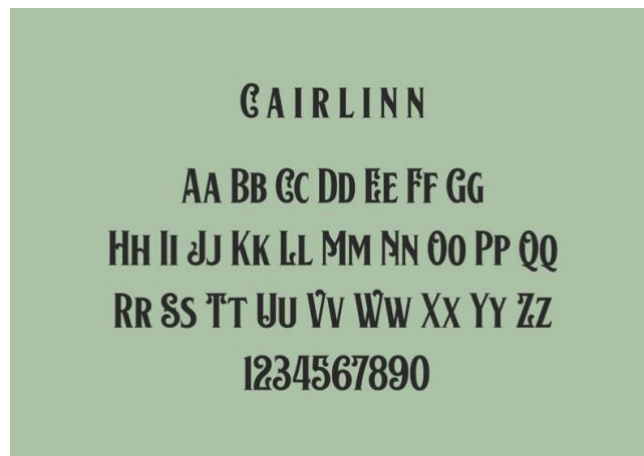 CAIRLINN
Aa Bb Cc Dd Ee Ff Gg
Hh Ii Jj Kk Ll Mm Nn Oo Pp Qq
Rr Ss Tt Uu Vv Ww Xx Yy Zz
1234567890